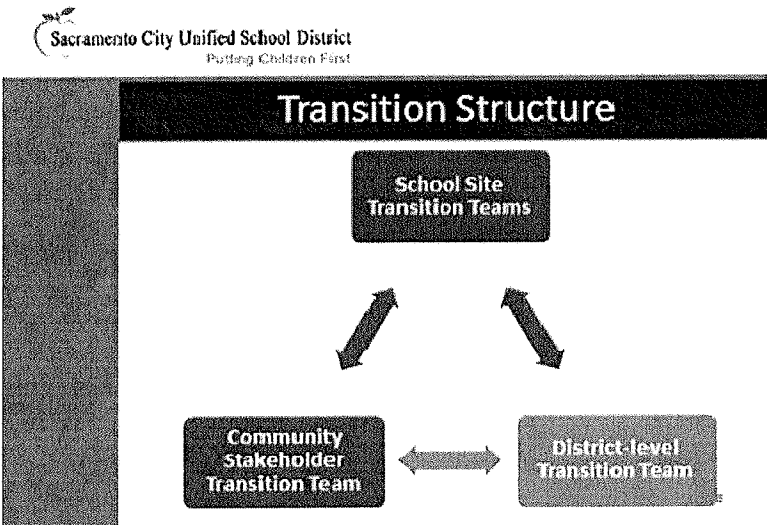 Sacramento City Unified School District
Putting Children First
Transition Structure
School Site
Transition Teams
Community
Stakeholder
Transition Team
District-level
Transition Team